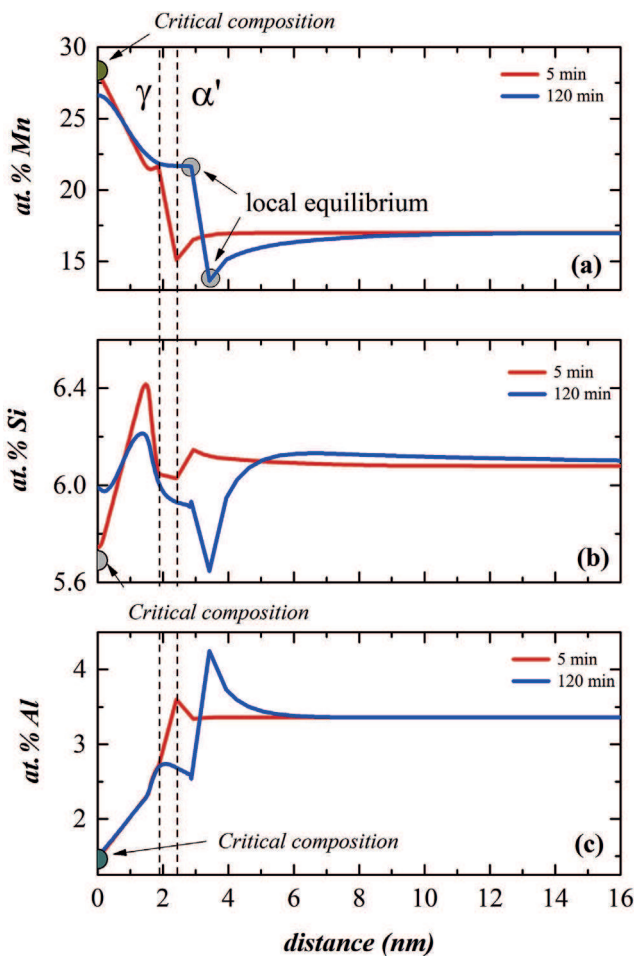 Critical composition
30
25
20
15
at.% Mn
γ
α'
5 min
120 min
local equilibrium
(a)
6.4
6.0
5.6
at.% Si
5 min
120 min
(b)
Critical composition
4
3
2
at.% Al
5 min
120 min
Critical composition
(c)
0 2 4 6 8 10 12 14 16
distance (nm)